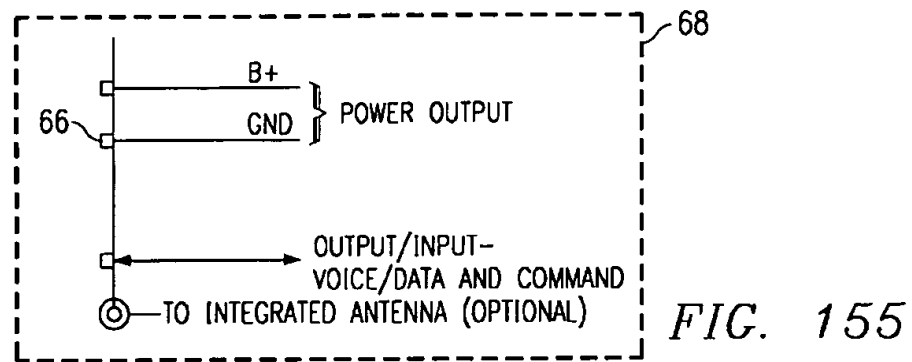 68
B+
66
GND
POWER OUTPUT
OUTPUT/INPUT-
VOICE/DATA AND COMMAND
TO INTEGRATED ANTENNA (OPTIONAL)
FIG. 155